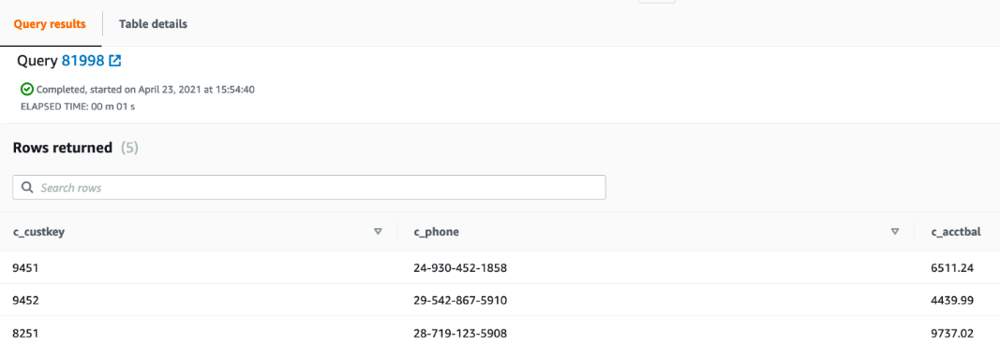 Query results Table details
Query 81998
Completed, started on April 23, 2021 at 15:54:40
ELAPSED TIME: 00 m 01 s
Rows returned (5)
Search rows
c_custkey c_phone c_acctbal
9451 24-930-452-1858 6511.24
9452 29-542-867-5910 4439.99
8251 28-719-123-5908 9737.02